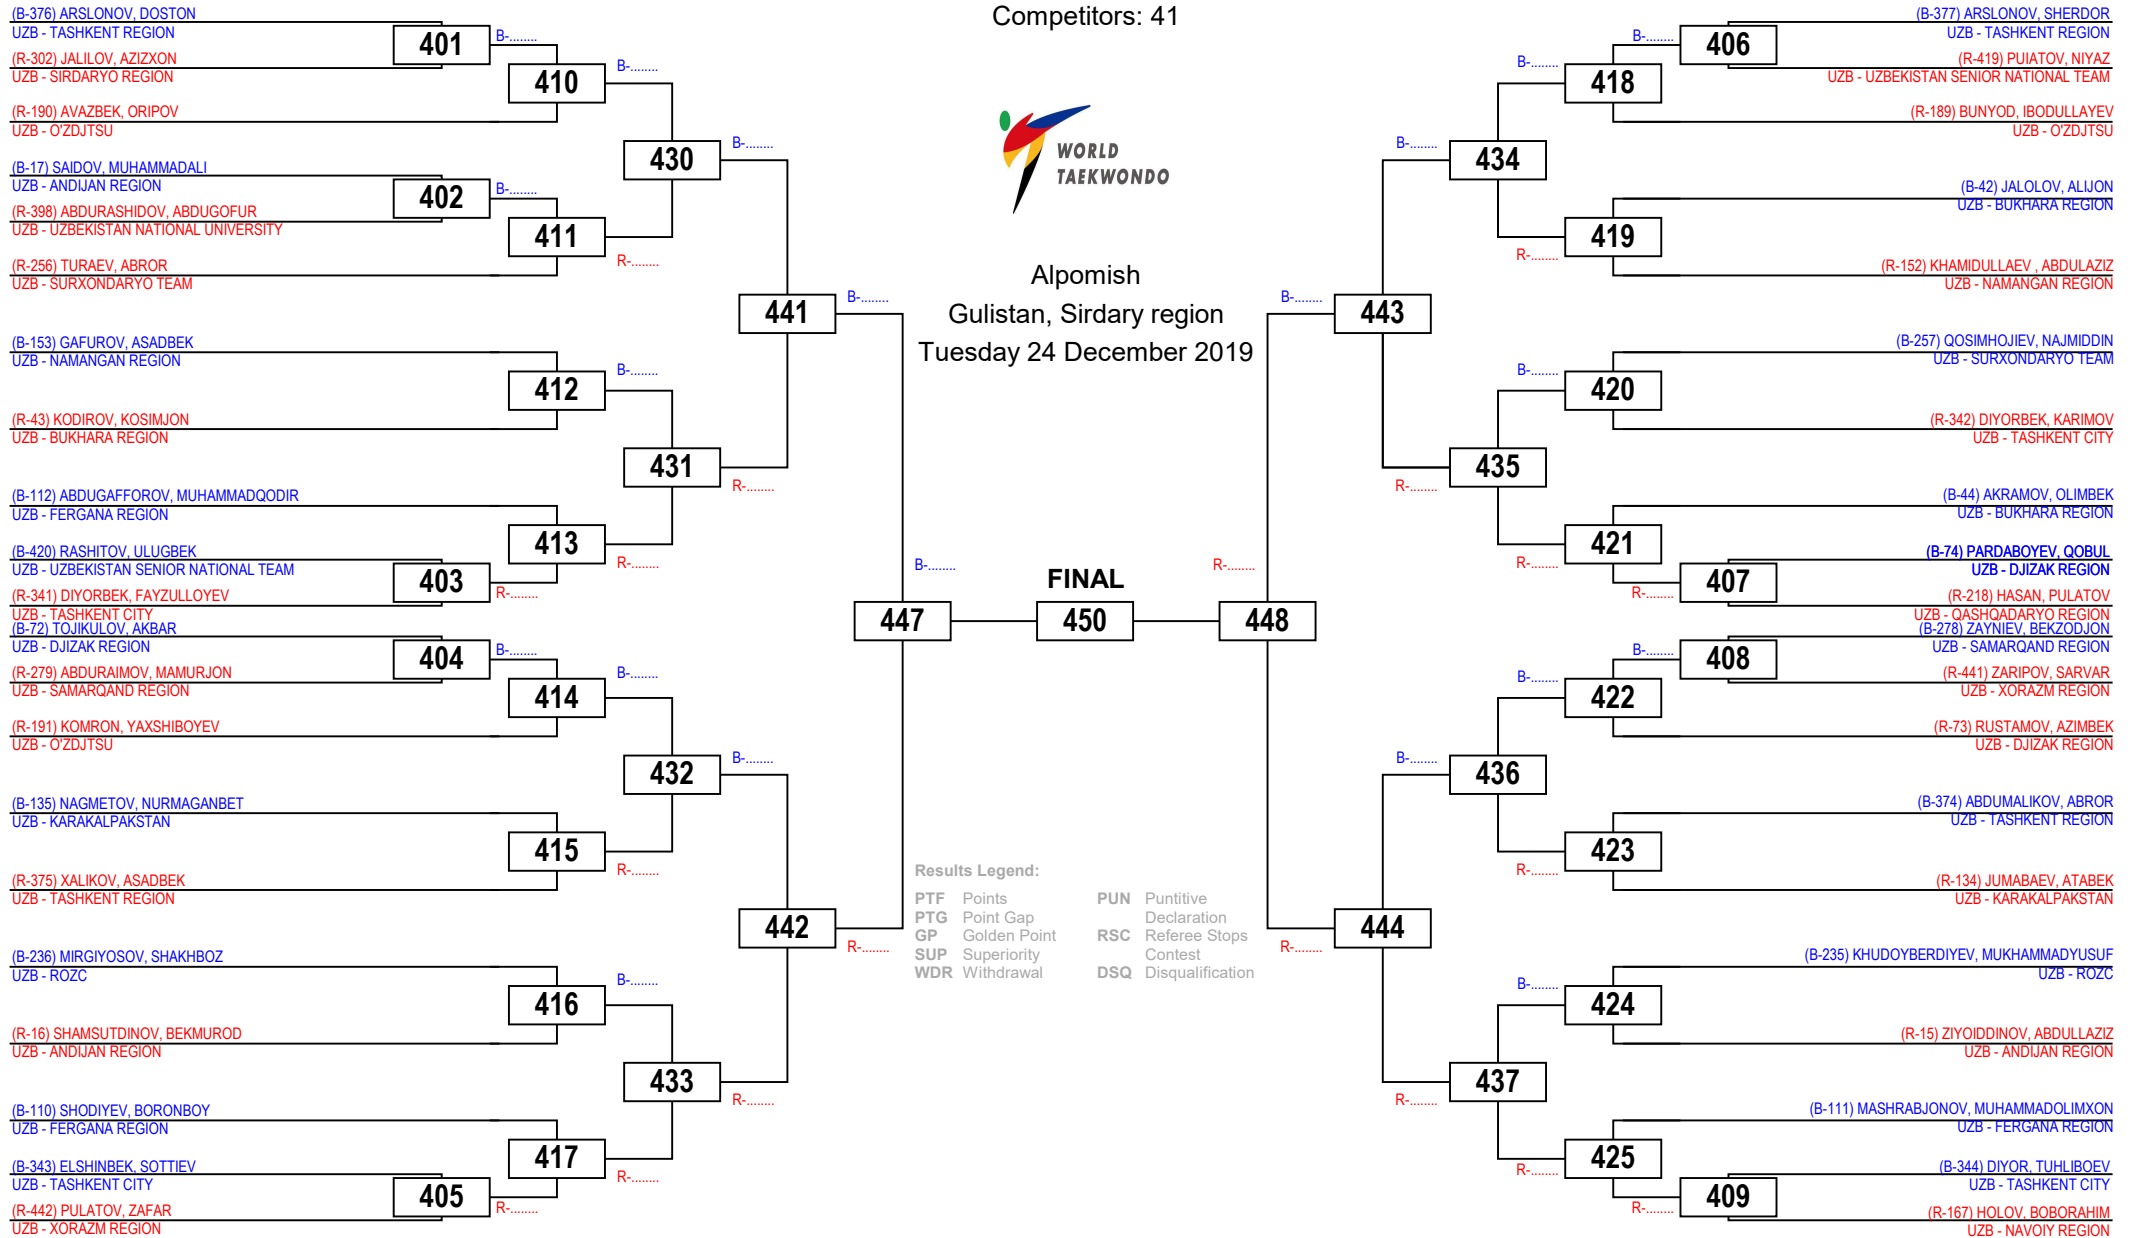 Competitors: 41
WORLD
TAEKWONDO
Alpomish
Gulistan, Sirdary region
Tuesday 24 December 2019
(B-376) ARSLONOV, DOSTON
UZB - TASHKENT REGION
401
B-........
(R-302) JALILOV, AZIZXON
UZB - SIRDARYO REGION
410
B-........
(R-190) AVAZBEK, ORIPOV
UZB - O'ZDJTSU
430
B-........
(B-17) SAIDOV, MUHAMMADALI
UZB - ANDIJAN REGION
402
B-........
(R-398) ABDURASHIDOV, ABDUGOFUR
UZB - UZBEKISTAN NATIONAL UNIVERSITY
411
R-........
(R-256) TURAEV, ABROR
UZB - SURXONDARYO TEAM
441
B-........
(B-153) GAFUROV, ASADBEK
UZB - NAMANGAN REGION
412
B-........
(R-43) KODIROV, KOSIMJON
UZB - BUKHARA REGION
431
R-........
(B-112) ABDUGAFFOROV, MUHAMMADQODIR
UZB - FERGANA REGION
413
R-........
(B-420) RASHITOV, ULUGBEK
UZB - UZBEKISTAN SENIOR NATIONAL TEAM
403
R-........
(R-341) DIYORBEK, FAYZULLOYEV
UZB - TASHKENT CITY
447
B-........
(B-72) TOJIKULOV, AKBAR
UZB - DJIZAK REGION
404
B-........
(R-279) ABDURAIMOV, MAMURJON
UZB - SAMARQAND REGION
414
B-........
(R-191) KOMRON, YAXSHIBOYEV
UZB - O'ZDJTSU
432
B-........
(B-135) NAGMETOV, NURMAGANBET
UZB - KARAKALPAKSTAN
415
R-........
(R-375) XALIKOV, ASADBEK
UZB - TASHKENT REGION
442
R-........
(B-236) MIRGIYOSOV, SHAKHBOZ
UZB - ROZC
416
B-........
(R-16) SHAMSUTDINOV, BEKMUROD
UZB - ANDIJAN REGION
433
R-........
(B-110) SHODIYEV, BORONBOY
UZB - FERGANA REGION
417
R-........
(B-343) ELSHINBEK, SOTTIEV
UZB - TASHKENT CITY
405
R-........
(R-442) PULATOV, ZAFAR
UZB - XORAZM REGION
FINAL
450
Results Legend:
PTF Points
PTG Point Gap
GP Golden Point
SUP Superiority
WDR Withdrawal
PUN Puntitive
Declaration
RSC Referee Stops
Contest
DSQ Disqualification
(B-377) ARSLONOV, SHERDOR
UZB - TASHKENT REGION
406
B-........
(R-419) PUIATOV, NIYAZ
UZB - UZBEKISTAN SENIOR NATIONAL TEAM
418
B-........
(R-189) BUNYOD, IBODULLAYEV
UZB - O'ZDJTSU
434
B-........
(B-42) JALOLOV, ALIJON
UZB - BUKHARA REGION
419
R-........
(R-152) KHAMIDULLAEV , ABDULAZIZ
UZB - NAMANGAN REGION
443
B-........
(B-257) QOSIMHOJIEV, NAJMIDDIN
UZB - SURXONDARYO TEAM
420
B-........
(R-342) DIYORBEK, KARIMOV
UZB - TASHKENT CITY
435
R-........
(B-44) AKRAMOV, OLIMBEK
UZB - BUKHARA REGION
421
R-........
(B-74) PARDABOYEV, QOBUL
UZB - DJIZAK REGION
407
R-........
(R-218) HASAN, PULATOV
UZB - QASHQADARYO REGION
448
R-........
(B-278) ZAYNIEV, BEKZODJON
UZB - SAMARQAND REGION
408
B-........
(R-441) ZARIPOV, SARVAR
UZB - XORAZM REGION
422
B-........
(R-73) RUSTAMOV, AZIMBEK
UZB - DJIZAK REGION
436
B-........
(B-374) ABDUMALIKOV, ABROR
UZB - TASHKENT REGION
423
R-........
(R-134) JUMABAEV, ATABEK
UZB - KARAKALPAKSTAN
444
R-........
(B-235) KHUDOYBERDIYEV, MUKHAMMADYUSUF
UZB - ROZC
424
B-........
(R-15) ZIYOIDDINOV, ABDULLAZIZ
UZB - ANDIJAN REGION
437
R-........
(B-111) MASHRABJONOV, MUHAMMADOLIMXON
UZB - FERGANA REGION
425
R-........
(B-344) DIYOR, TUHLIBOEV
UZB - TASHKENT CITY
409
R-........
(R-167) HOLOV, BOBORAHIM
UZB - NAVOIY REGION